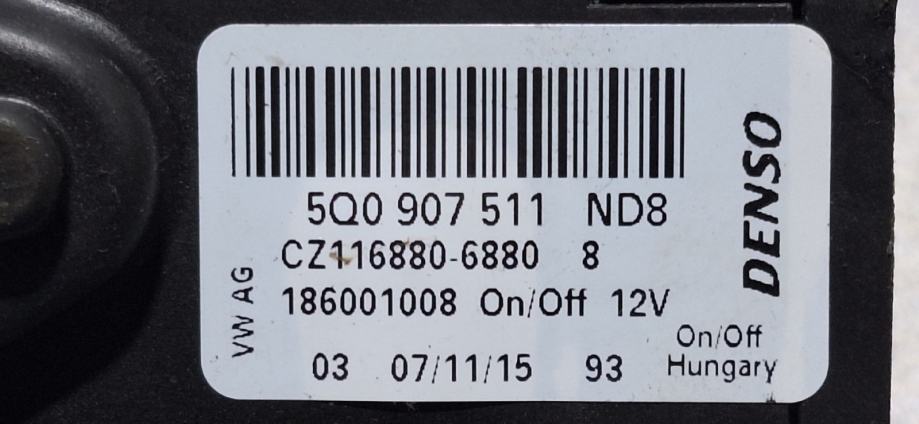 5Q0 907 511 ND8
CZ116880-6880 8
186001008 On/Off 12V
03 07/11/15 93
On/Off
Hungary
VW AG
DENSO